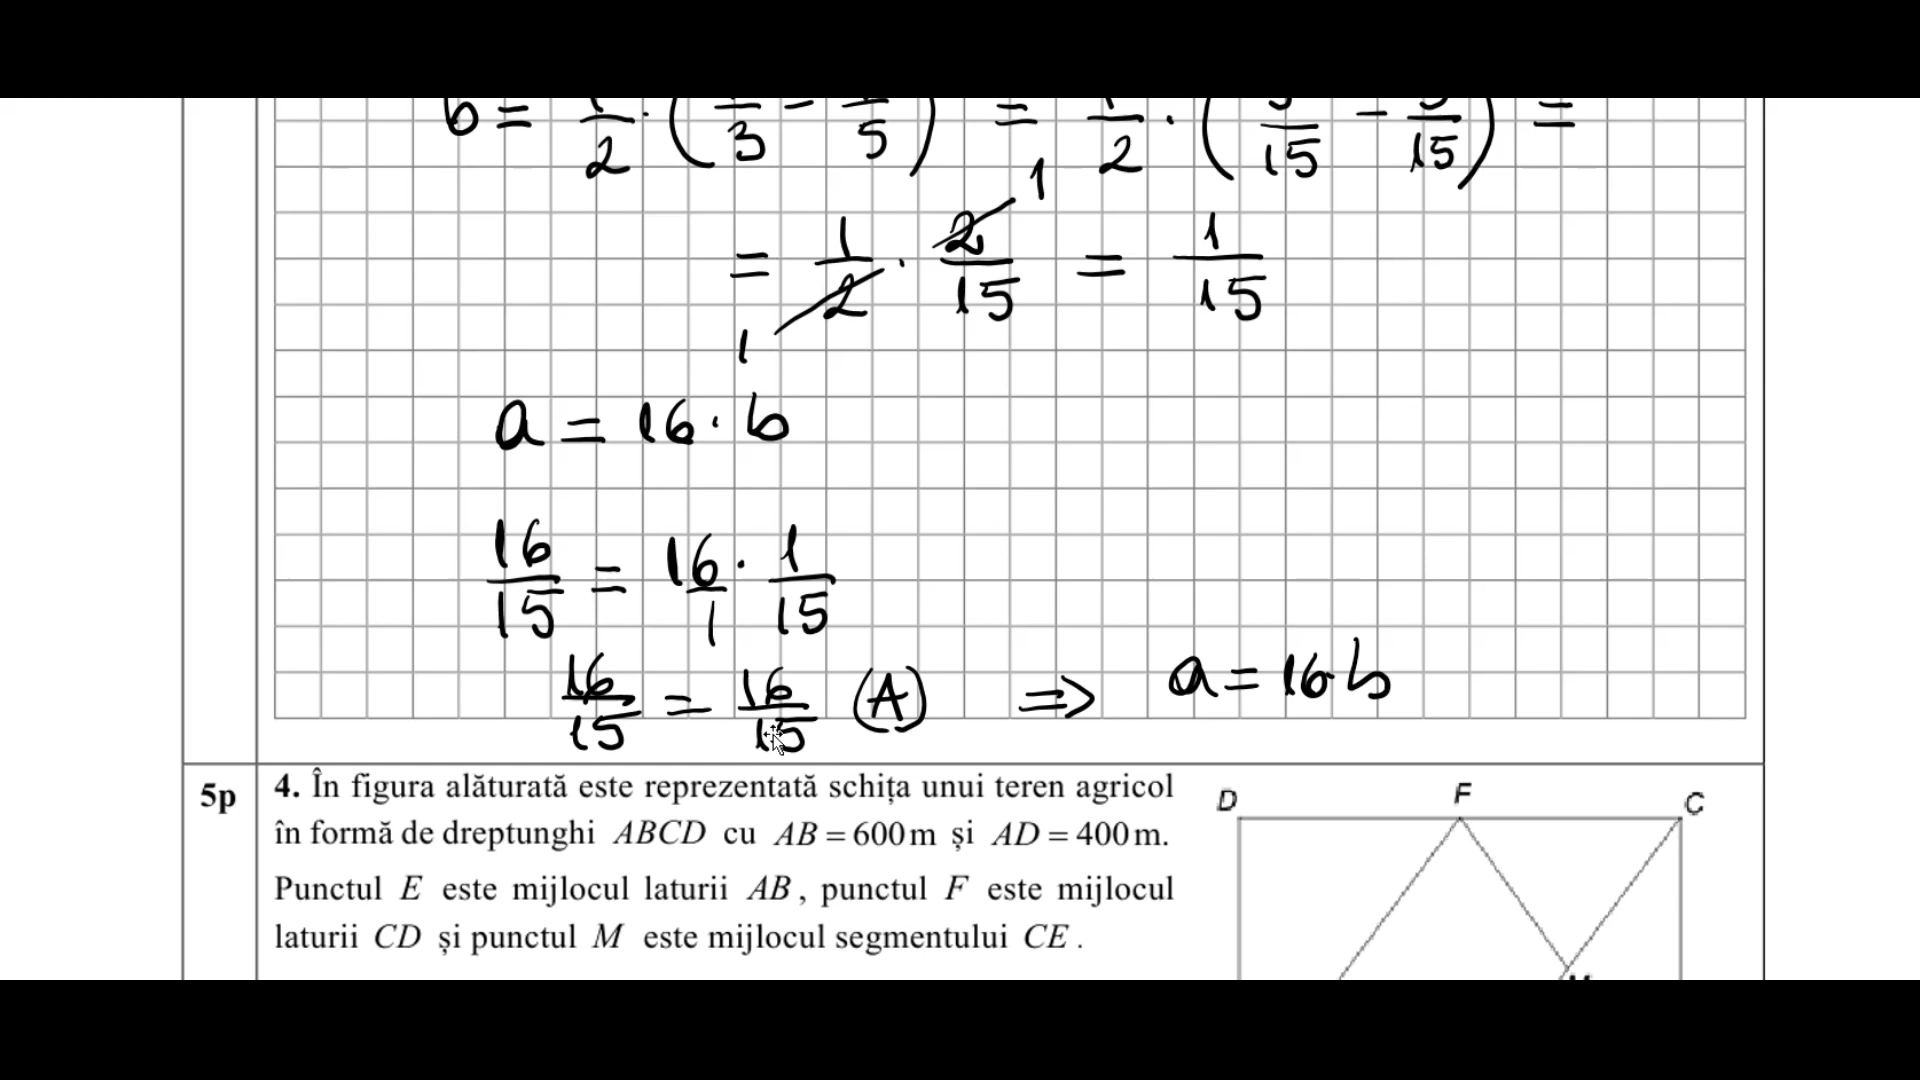 b = 1/2 · (1/3 - 1/5) = 1/2 · (5/15 - 3/15) =
= 1/2 · 2/15 = 1/15
1 1
a = 16 · b
16/15 = 16/1 · 1/15
16/15 = 16/15 (A) => a = 16·b
5p 4. În figura alăturată este reprezentată schița unui teren agricol
în formă de dreptunghi ABCD cu AB = 600 m și AD = 400 m.
Punctul E este mijlocul laturii AB, punctul F este mijlocul
laturii CD și punctul M este mijlocul segmentului CE.
D F C